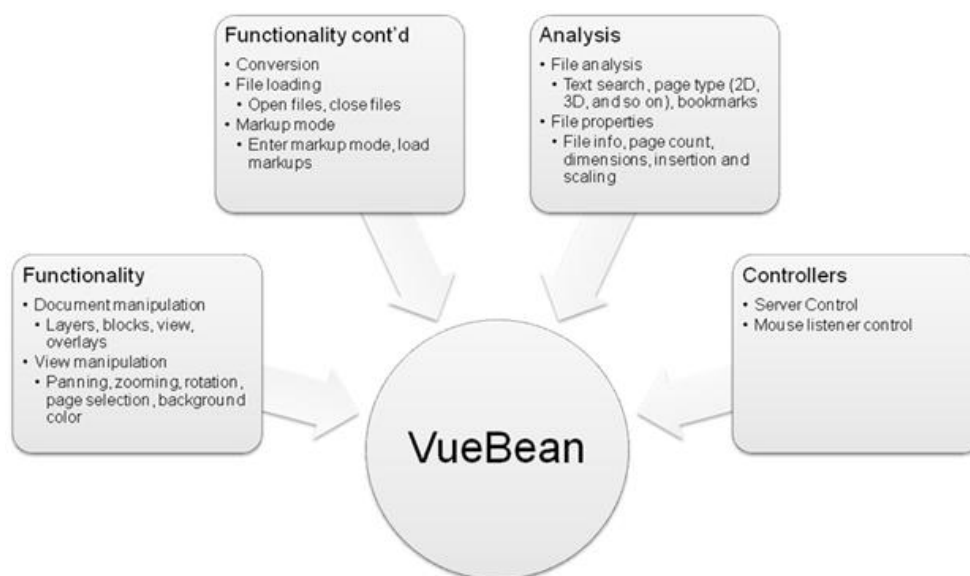 Functionality cont'd
• Conversion
• File loading
• Open files, close files
• Markup mode
• Enter markup mode, load
markups
Analysis
• File analysis
• Text search, page type (2D,
3D, and so on), bookmarks
• File properties
• File info, page count,
dimensions, insertion and
scaling
Functionality
• Document manipulation
• Layers, blocks, view,
overlays
• View manipulation
• Panning, zooming, rotation,
page selection, background
color
Controllers
• Server Control
• Mouse listener control
VueBean